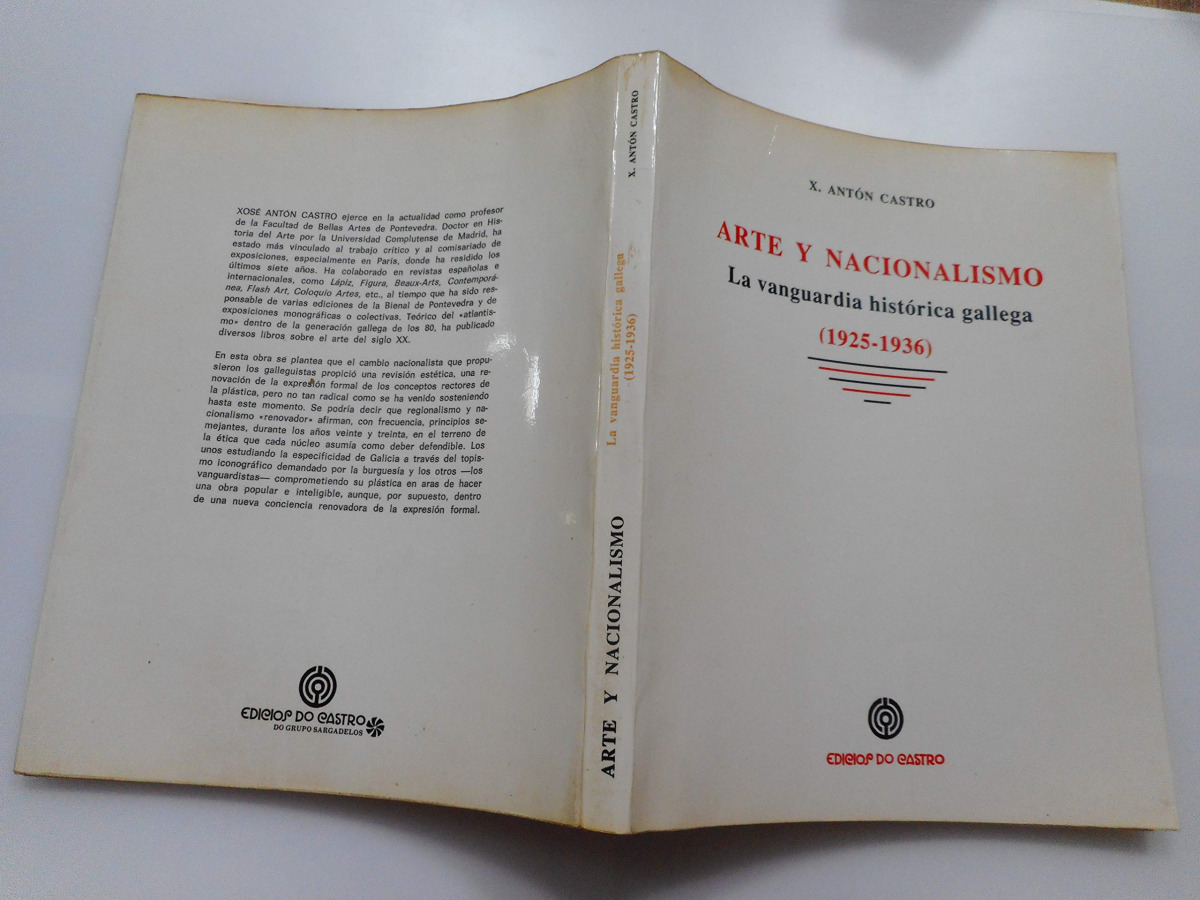 XOSÉ ANTÓN CASTRO ejerce en la actualidad como profesor
de la Facultad de Bellas Artes de Pontevedra. Doctor en His-
toria del Arte por la Universidad Complutense de Madrid, ha
estado más vinculado al trabajo crítico y al comisariado de
exposiciones, especialmente en París, donde ha residido los
últimos siete años. Ha colaborado en revistas españolas e
internacionales, como Lápiz, Figura, Beaux-Arts, Contemporá-
nea, Flash Art, Coloquio Artes, etc., al tiempo que ha sido res-
ponsable de varias ediciones de la Bienal de Pontevedra y de
exposiciones monográficas o colectivas. Teórico del «atlantis-
mo» dentro de la generación gallega de los 80, ha publicado
diversos libros sobre el arte del siglo XX.
En esta obra se plantea que el cambio nacionalista que propu-
sieron los galleguistas propició una revisión estética, una re-
novación de la expresión formal de los conceptos rectores de
la plástica, pero no tan radical como se ha venido sosteniendo
hasta este momento. Se podría decir que regionalismo y na-
cionalismo «renovador» afirman, con frecuencia, principios se-
mejantes, durante los años veinte y treinta, en el terreno de
la ética que cada núcleo asumía como deber defendible. Los
unos estudiando la especificidad de Galicia a través del topis-
mo iconográfico demandado por la burguesía y los otros —los
vanguardistas— comprometiendo su plástica en aras de hacer
una obra popular e inteligible, aunque, por supuesto, dentro
de una nueva conciencia renovadora de la expresión formal.
EDICIOS DO CASTRO
DO GRUPO SARGADELOS
X. ANTÓN CASTRO
La vanguardia histórica gallega
(1925-1936)
ARTE Y NACIONALISMO
X. ANTÓN CASTRO
ARTE Y NACIONALISMO
La vanguardia histórica gallega
(1925-1936)
EDICIOS DO CASTRO